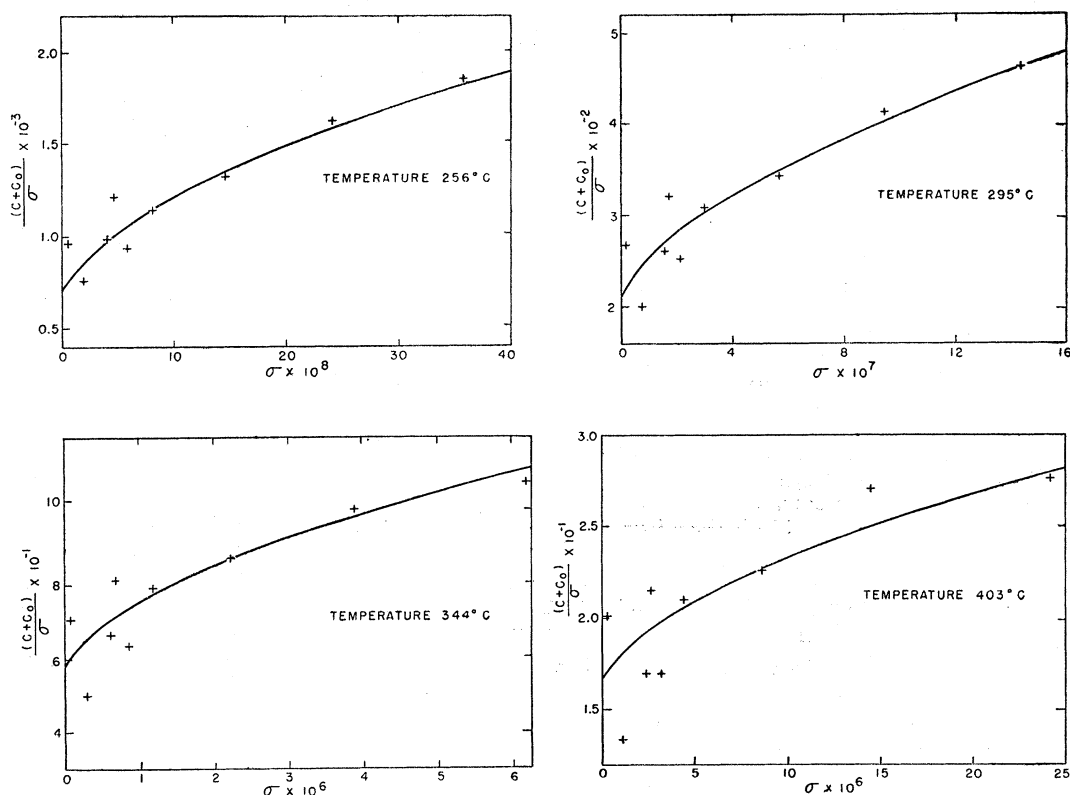 2.0
1.5
1.0
0.5
(C+C₀)/σ × 10⁻³
TEMPERATURE 256° C
0 10 20 30 40
σ × 10⁸
5
4
3
2
(C+C₀)/σ × 10⁻²
TEMPERATURE 295° C
0 4 8 12 16
σ × 10⁷
10
8
6
4
(C+C₀)/σ × 10⁻¹
TEMPERATURE 344° C
0 1 2 3 4 5 6
σ × 10⁶
3.0
2.5
2.0
1.5
(C+C₀)/σ × 10⁻¹
TEMPERATURE 403° C
0 5 10 15 20 25
σ × 10⁶